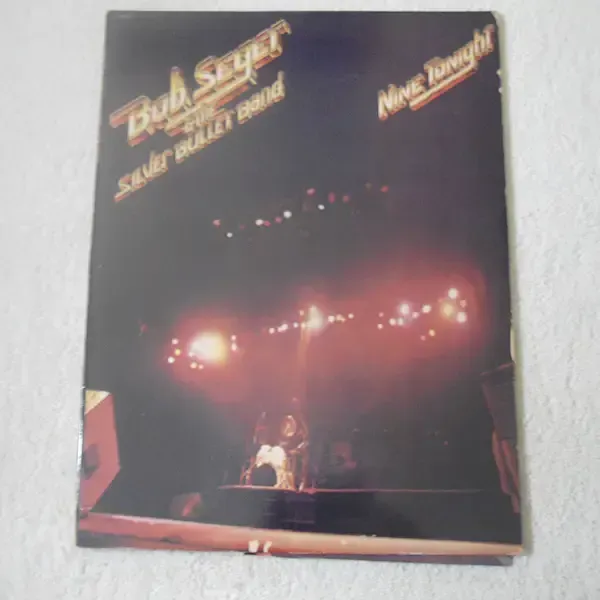 Bob Seger
& THE
SILVER BULLET Band
NINE TONIGHT